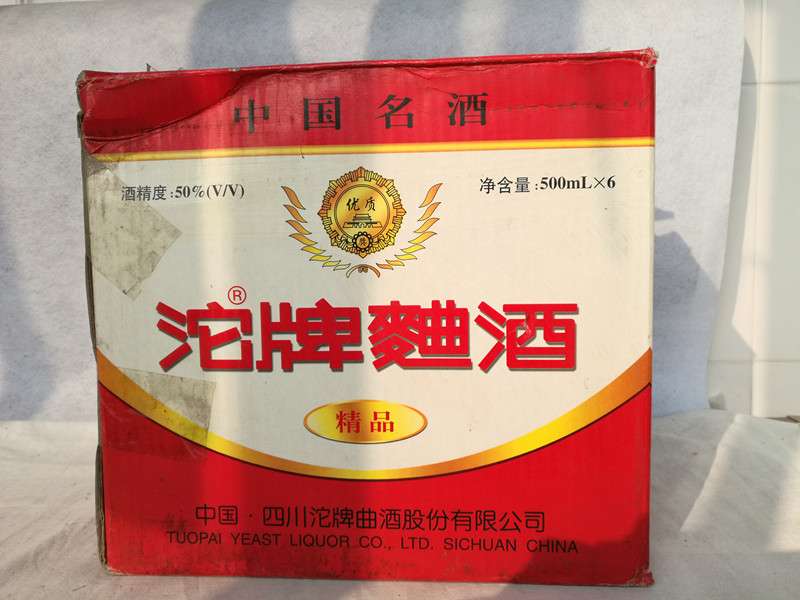 中国名酒
酒精度:50%(V/V)
净含量:500mL×6
优质
沱牌麯酒®
精品
中国·四川沱牌曲酒股份有限公司
TUOPAI YEAST LIQUOR CO., LTD. SICHUAN CHINA